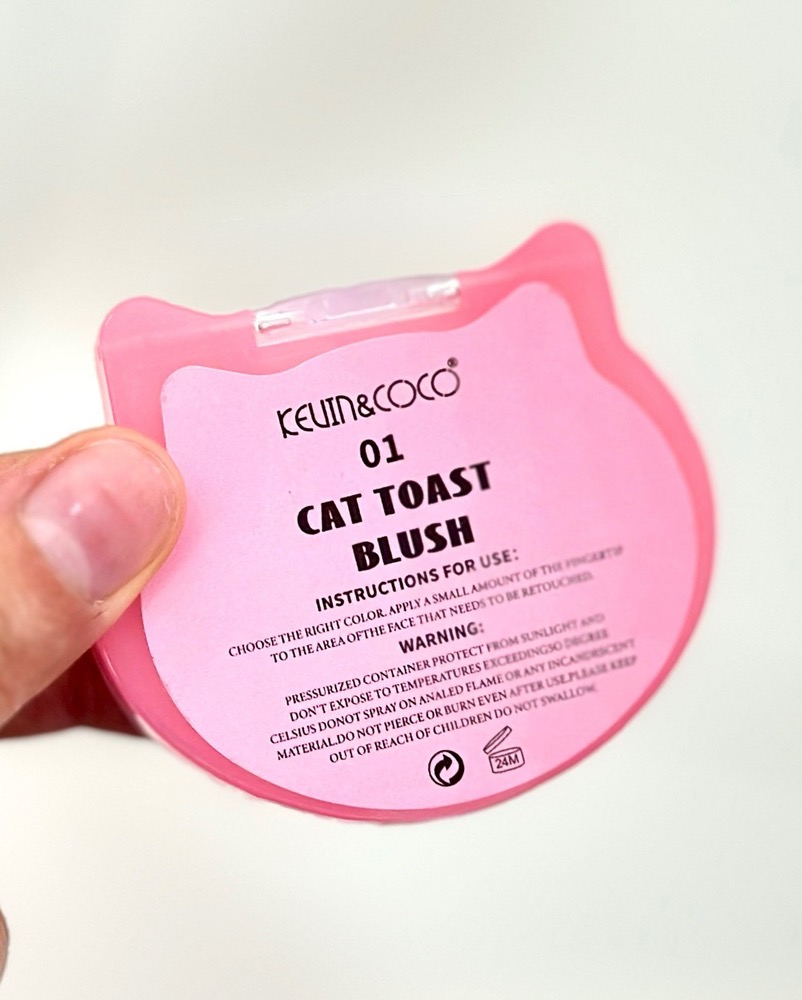 KEVIN&COCO®
01
CAT TOAST
BLUSH
INSTRUCTIONS FOR USE:
CHOOSE THE RIGHT COLOR. APPLY A SMALL AMOUNT OF THE FINGERTIP
TO THE AREA OFTHE FACE THAT NEEDS TO BE RETOUCHED.
WARNING:
PRESSURIZED CONTAINER PROTECT FROM SUNLIGHT AND
DON'T EXPOSE TO TEMPERATURES EXCEEDING50 DEGREE
CELSIUS DONOT SPRAY ON ANALED FLAME OR ANY INCANDRESCENT
MATERIAL.DO NOT PIERCE OR BURN EVEN AFTER USE.PLEASE KEEP
OUT OF REACH OF CHILDREN DO NOT SWALLOW.
24M